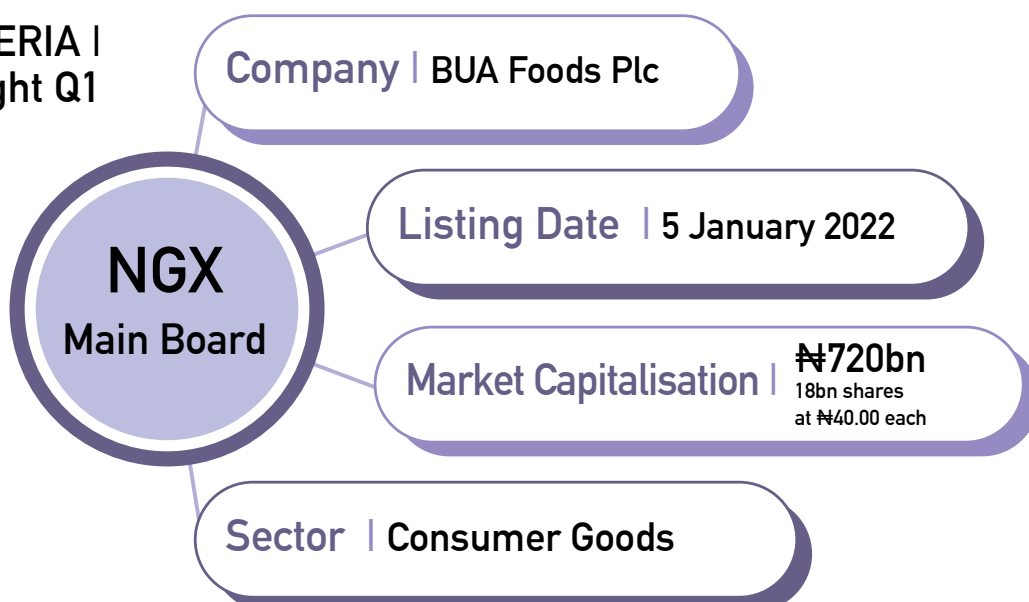 ERIA |
ght Q1
Company | BUA Foods Plc
Listing Date | 5 January 2022
NGX
Main Board
Market Capitalisation | ₦720bn
18bn shares
at ₦40.00 each
Sector | Consumer Goods